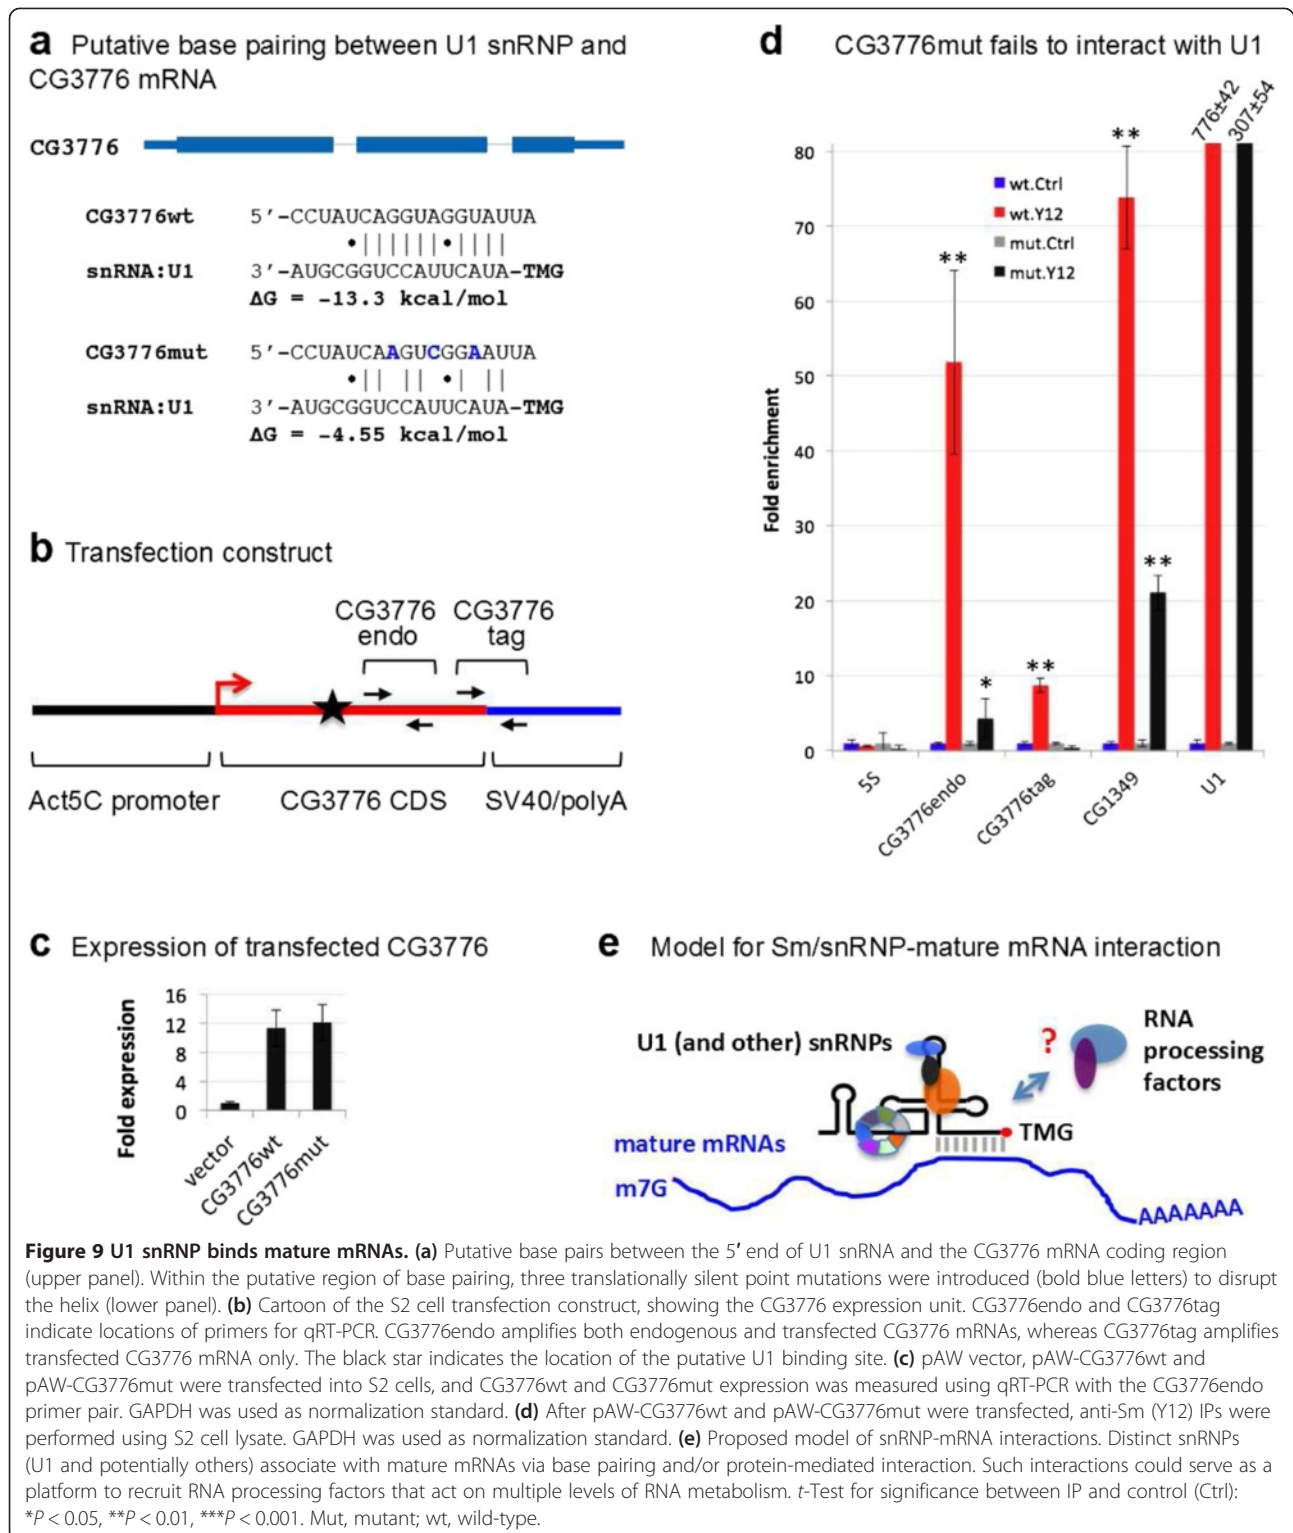 a Putative base pairing between U1 snRNP and
CG3776 mRNA
CG3776
CG3776wt 5′-CCUAUCAGGUAGGUAUUA
•||||||•||||
snRNA:U1 3′-AUGCGGUCCAUUCAUA-TMG
ΔG = -13.3 kcal/mol
CG3776mut 5′-CCUAUCAAGUCGGAAUUA
•|| || •| ||
snRNA:U1 3′-AUGCGGUCCAUUCAUA-TMG
ΔG = -4.55 kcal/mol
b Transfection construct
CG3776 CG3776
endo tag
Act5C promoter CG3776 CDS SV40/polyA
c Expression of transfected CG3776
Fold expression
16
12
8
4
0
vector
CG3776wt
CG3776mut
d CG3776mut fails to interact with U1
776±42
307±54
Fold enrichment
80
70
60
50
40
30
20
10
0
wt.Ctrl
wt.Y12
mut.Ctrl
mut.Y12
**
*
**
**
**
5S
CG3776endo
CG3776tag
CG1349
U1
e Model for Sm/snRNP-mature mRNA interaction
U1 (and other) snRNPs
?
RNA
processing
factors
TMG
mature mRNAs
m7G
AAAAAAA
Figure 9 U1 snRNP binds mature mRNAs. (a) Putative base pairs between the 5′ end of U1 snRNA and the CG3776 mRNA coding region
(upper panel). Within the putative region of base pairing, three translationally silent point mutations were introduced (bold blue letters) to disrupt
the helix (lower panel). (b) Cartoon of the S2 cell transfection construct, showing the CG3776 expression unit. CG3776endo and CG3776tag
indicate locations of primers for qRT-PCR. CG3776endo amplifies both endogenous and transfected CG3776 mRNAs, whereas CG3776tag amplifies
transfected CG3776 mRNA only. The black star indicates the location of the putative U1 binding site. (c) pAW vector, pAW-CG3776wt and
pAW-CG3776mut were transfected into S2 cells, and CG3776wt and CG3776mut expression was measured using qRT-PCR with the CG3776endo
primer pair. GAPDH was used as normalization standard. (d) After pAW-CG3776wt and pAW-CG3776mut were transfected, anti-Sm (Y12) IPs were
performed using S2 cell lysate. GAPDH was used as normalization standard. (e) Proposed model of snRNP-mRNA interactions. Distinct snRNPs
(U1 and potentially others) associate with mature mRNAs via base pairing and/or protein-mediated interaction. Such interactions could serve as a
platform to recruit RNA processing factors that act on multiple levels of RNA metabolism. t-Test for significance between IP and control (Ctrl):
*P < 0.05, **P < 0.01, ***P < 0.001. Mut, mutant; wt, wild-type.